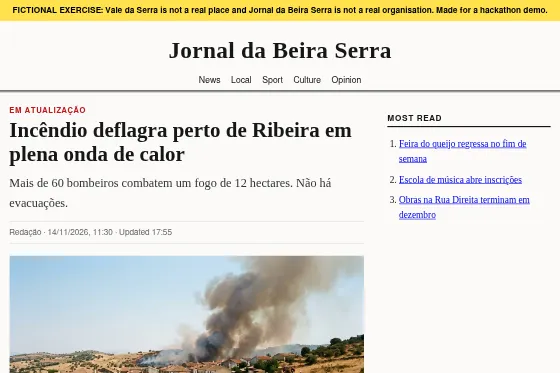 FICTIONAL EXERCISE: Vale da Serra is not a real place and Jornal da Beira Serra is not a real organisation. Made for a hackathon demo.
Jornal da Beira Serra
News Local Sport Culture Opinion
EM ATUALIZAÇÃO
Incêndio deflagra perto de Ribeira em
plena onda de calor
Mais de 60 bombeiros combatem um fogo de 12 hectares. Não há
evacuações.
Redação · 14/11/2026, 11:30 · Updated 17:55
MOST READ
1. Feira do queijo regressa no fim de
semana
2. Escola de música abre inscrições
3. Obras na Rua Direita terminam em
dezembro